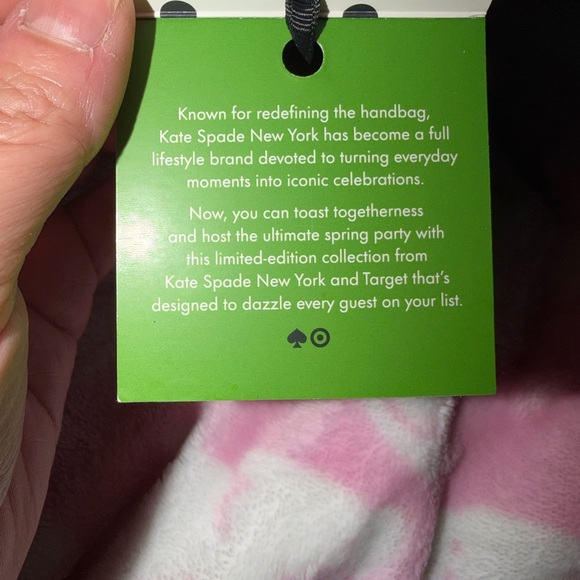 Known for redefining the handbag,
Kate Spade New York has become a full
lifestyle brand devoted to turning everyday
moments into iconic celebrations.
Now, you can toast togetherness
and host the ultimate spring party with
this limited-edition collection from
Kate Spade New York and Target that's
designed to dazzle every guest on your list.